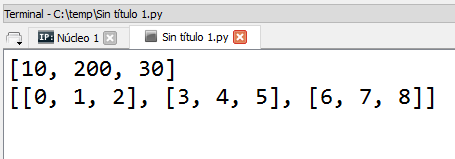 Terminal - C:\temp\Sin título 1.py
IP: Núcleo 1
Sin título 1.py
[10, 200, 30]
[[0, 1, 2], [3, 4, 5], [6, 7, 8]]